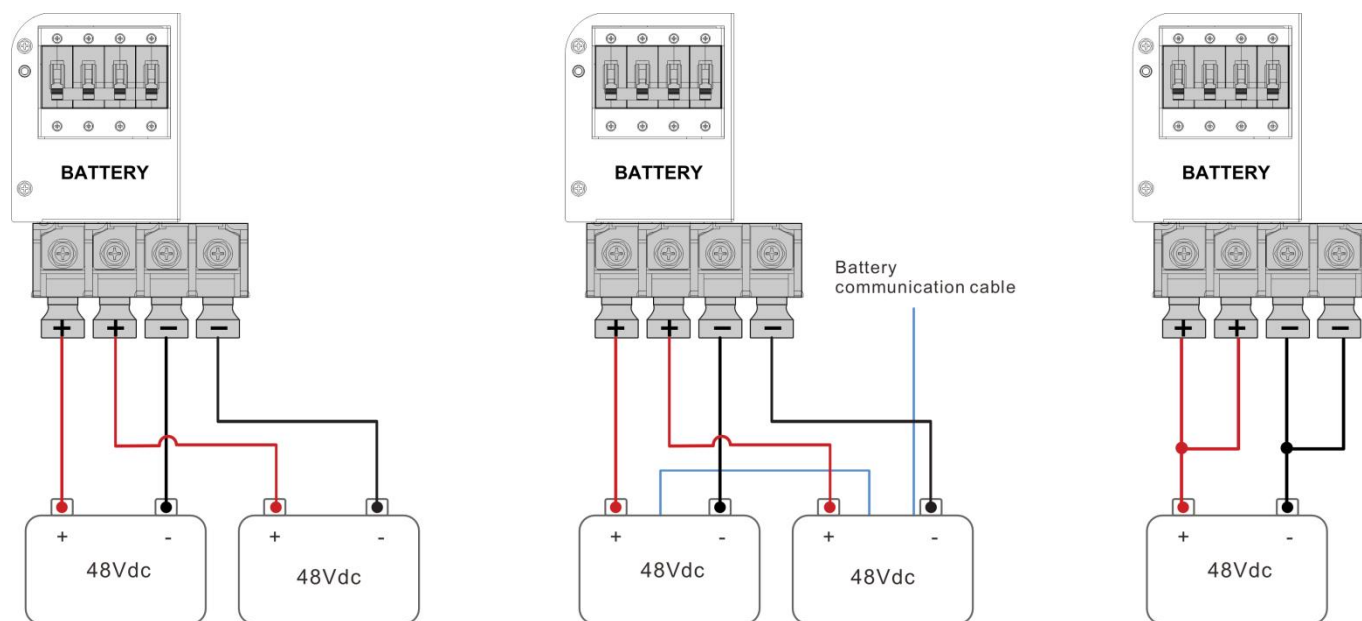 BATTERY
+ + − −
+ - + -
48Vdc 48Vdc
BATTERY
Battery
communication cable
+ + − −
+ - + -
48Vdc 48Vdc
BATTERY
+ + − −
+ -
48Vdc